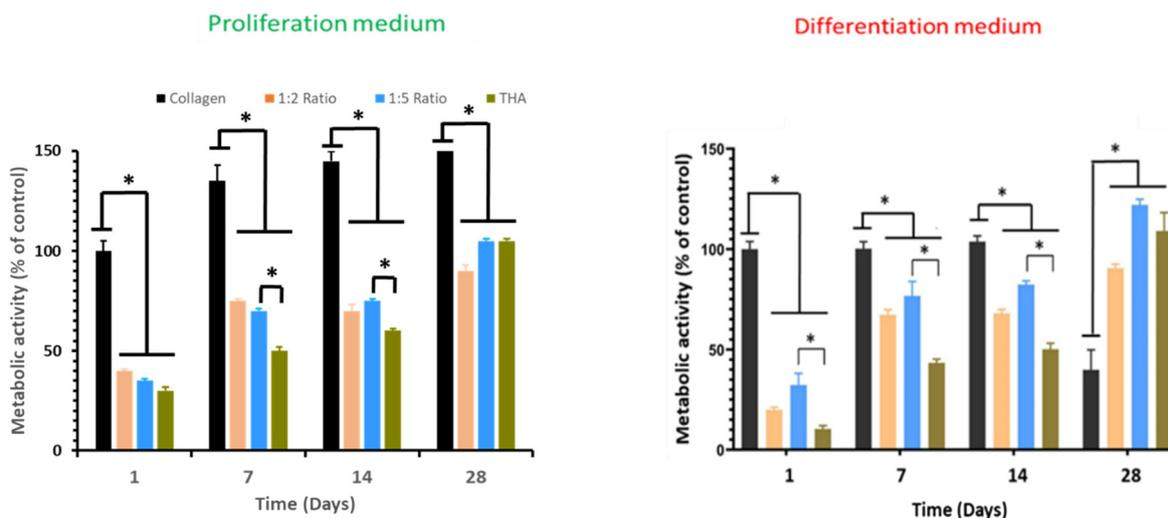 Proliferation medium
Collagen 1:2 Ratio 1:5 Ratio THA
Metabolic activity (% of control)
150
100
50
0
* * * * * *
1 7 14 28
Time (Days)
Differentiation medium
Metabolic activity (% of control)
150
100
50
0
* * * * * * *
1 7 14 28
Time (Days)